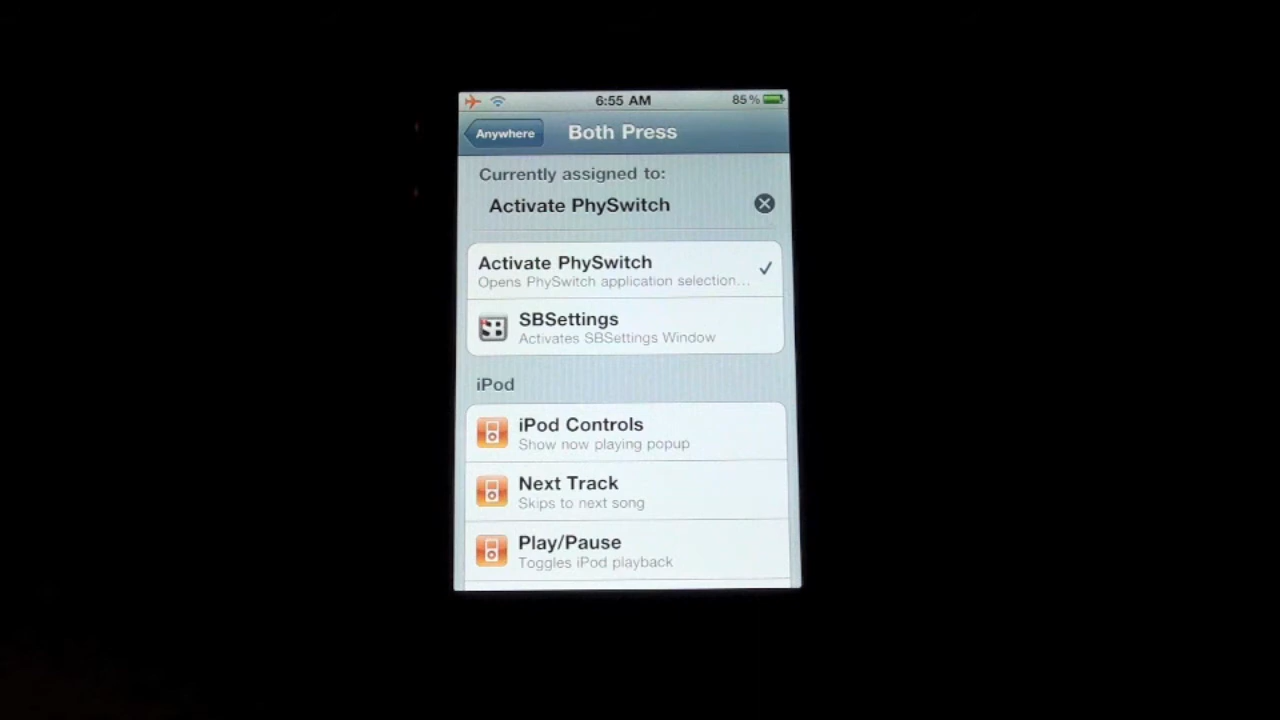 6:55 AM
85%
Anywhere
Both Press
Currently assigned to:
Activate PhySwitch
Activate PhySwitch
Opens PhySwitch application selection...
SBSettings
Activates SBSettings Window
iPod
iPod Controls
Show now playing popup
Next Track
Skips to next song
Play/Pause
Toggles iPod playback